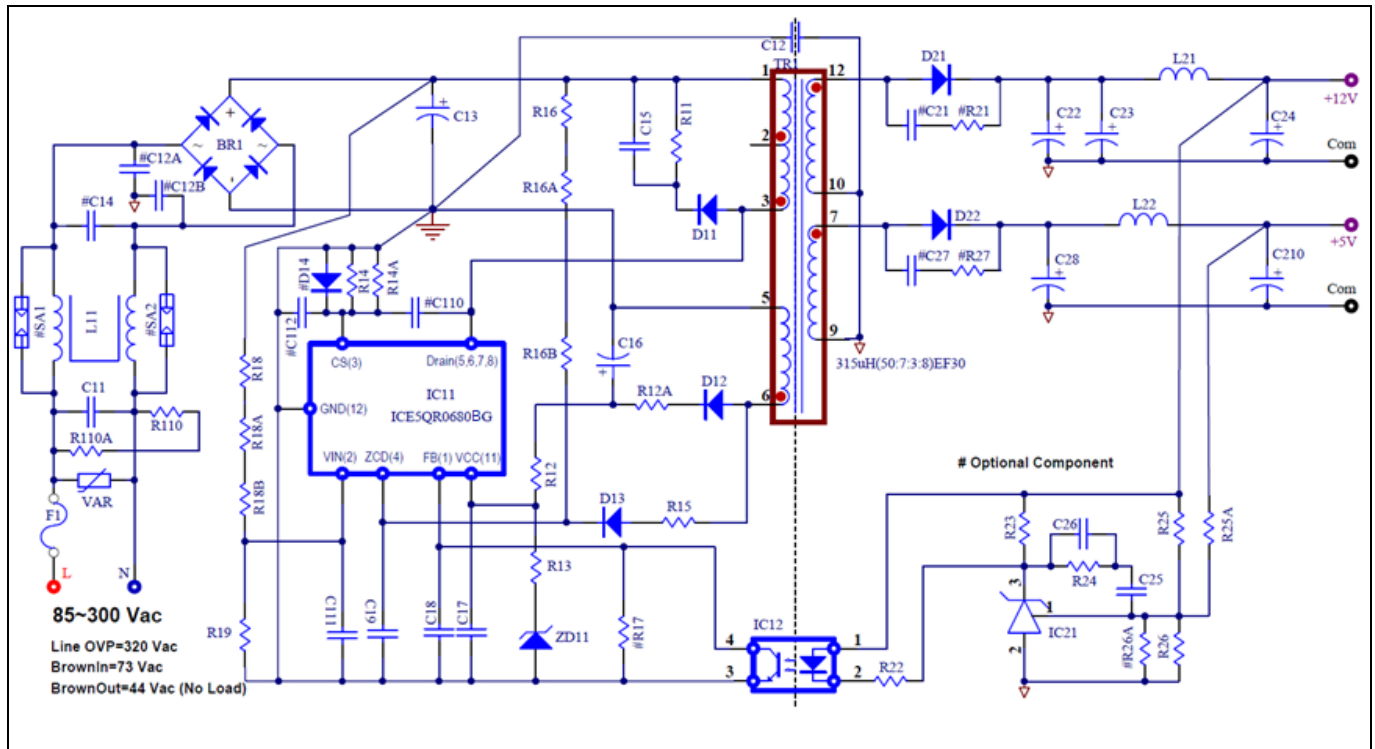 C12
TR1
1
12
D21
L21
+12V
C13
R16
C15
R11
#C21
#R21
C22
C23
C24
Com
+
BR1
~
~
-
#C12A
#C12B
#C14
2
R16A
3
10
D11
7
D22
L22
+5V
#C27
#R27
C28
C210
Com
#SA1
L11
#SA2
#D14
R14
R14A
#C112
#C110
5
9
315uH(50:7:3:8)EF30
CS(3)
Drain(5,6,7,8)
R16B
C16
R18
IC11
ICE5QR0680BG
GND(12)
R12A
D12
6
C11
R110
R110A
R18A
VIN(2)
ZCD(4)
FB(1)
VCC(11)
R12
# Optional Component
VAR
F1
R18B
D13
R15
R23
C26
R25
R25A
L
N
R13
R24
C25
3
1
IC21
2
85~300 Vac
Line OVP=320 Vac
BrownIn=73 Vac
BrownOut=44 Vac (No Load)
R19
C111
C19
C18
C17
ZD11
#R17
IC12
4
1
3
2
R22
#R26A
R26